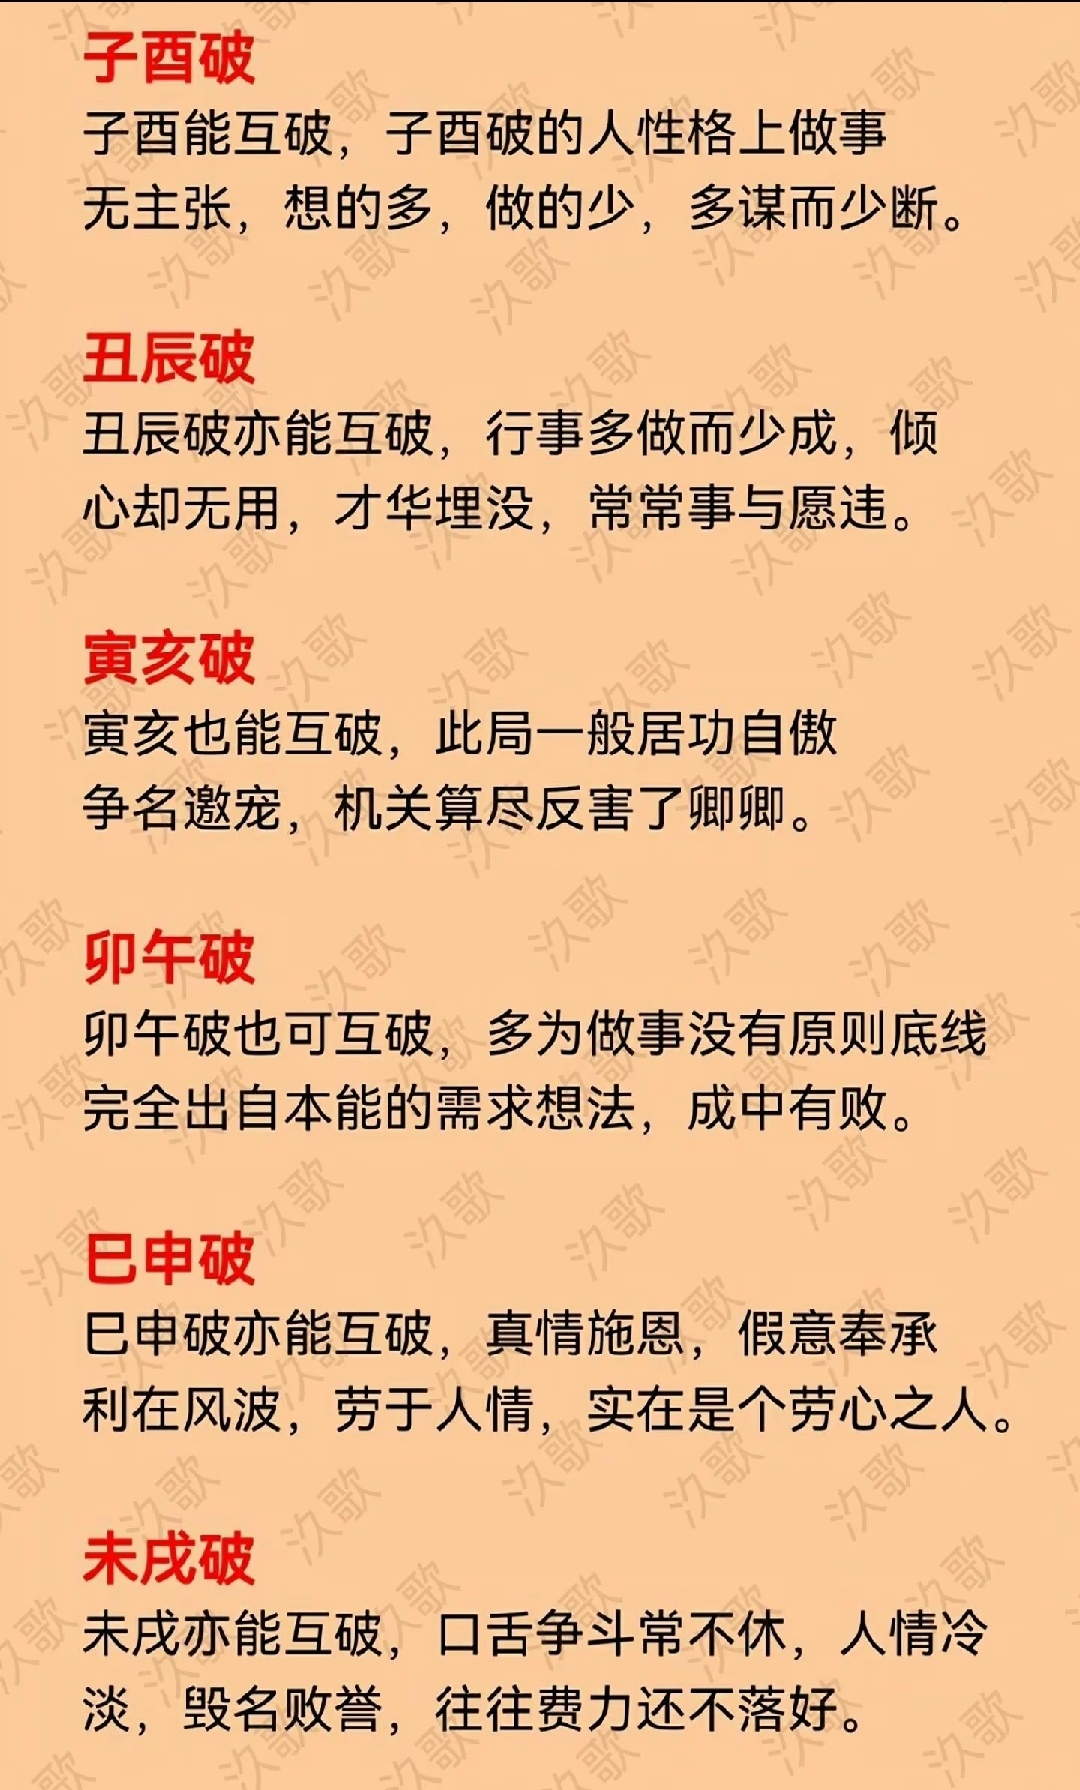 子酉破
子酉能互破，子酉破的人性格上做事
无主张，想的多，做的少，多谋而少断。
丑辰破
丑辰破亦能互破，行事多做而少成，倾
心却无用，才华埋没，常常事与愿违。
寅亥破
寅亥也能互破，此局一般居功自傲
争名邀宠，机关算尽反害了卿卿。
卯午破
卯午破也可互破，多为做事没有原则底线
完全出自本能的需求想法，成中有败。
巳申破
巳申破亦能互破，真情施恩，假意奉承
利在风波，劳于人情，实在是个劳心之人。
未戌破
未戌亦能互破，口舌争斗常不休，人情冷
淡，毁名败誉，往往费力还不落好。
汣歌